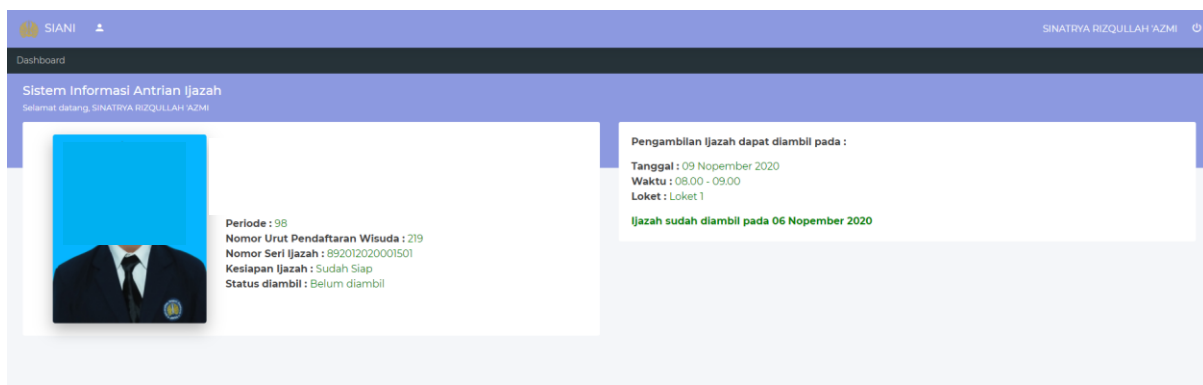 SIANI
SINATRYA RIZQULLAH 'AZMI
Dashboard
Sistem Informasi Antrian Ijazah
Selamat datang, SINATRYA RIZQULLAH 'AZMI
Periode : 98
Nomor Urut Pendaftaran Wisuda : 219
Nomor Seri Ijazah : 892012020001501
Kesiapan Ijazah : Sudah Siap
Status diambil : Belum diambil
Pengambilan Ijazah dapat diambil pada :
Tanggal : 09 Nopember 2020
Waktu : 08.00 - 09.00
Loket : Loket 1
Ijazah sudah diambil pada 06 Nopember 2020